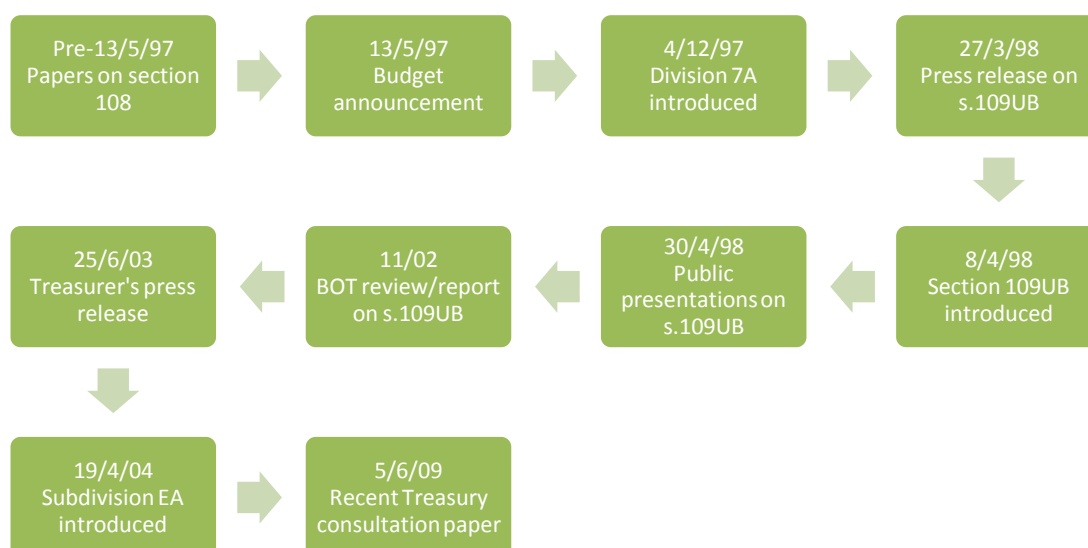 Pre-13/5/97
Papers on section
108
13/5/97
Budget
announcement
4/12/97
Division 7A
introduced
27/3/98
Press release on
s.109UB
8/4/98
Section 109UB
introduced
30/4/98
Public
presentations on
s.109UB
11/02
BOT review/report
on s.109UB
25/6/03
Treasurer's press
release
19/4/04
Subdivision EA
introduced
5/6/09
Recent Treasury
consultation paper